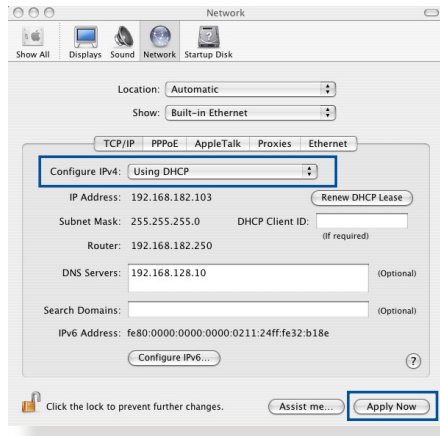 Network
Show All Displays Sound Network Startup Disk
Location: Automatic
Show: Built-in Ethernet
TCP/IP PPPoE AppleTalk Proxies Ethernet
Configure IPv4: Using DHCP
IP Address: 192.168.182.103 Renew DHCP Lease
Subnet Mask: 255.255.255.0 DHCP Client ID:
(If required)
Router: 192.168.182.250
DNS Servers: 192.168.128.10 (Optional)
Search Domains: (Optional)
IPv6 Address: fe80:0000:0000:0000:0211:24ff:fe32:b18e
Configure IPv6... ?
Click the lock to prevent further changes. Assist me... Apply Now